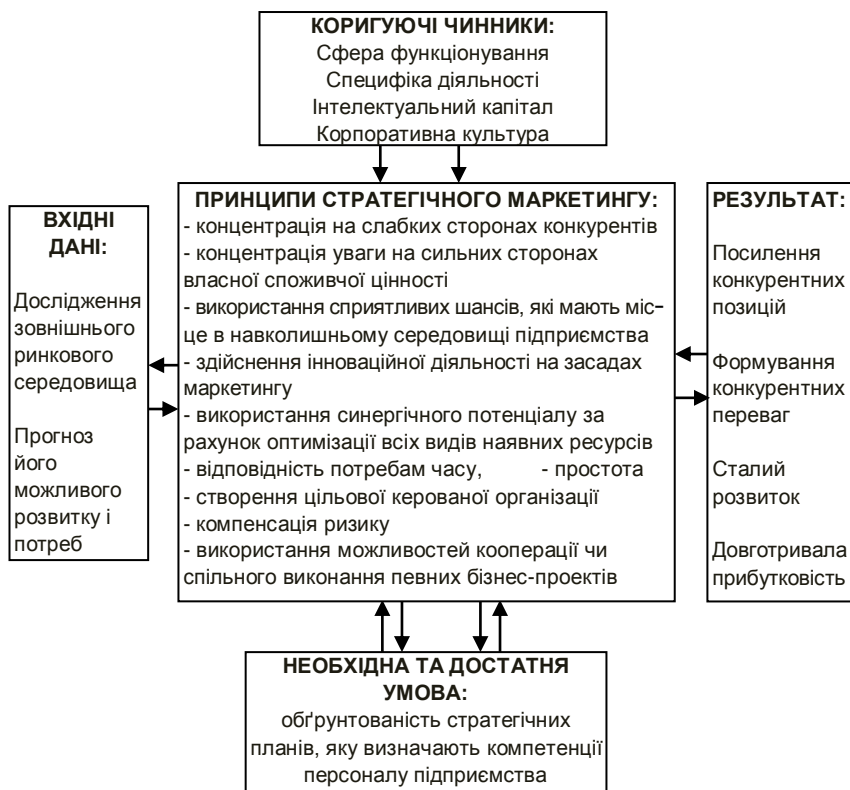 КОРИГУЮЧІ ЧИННИКИ:
Сфера функціонування
Специфіка діяльності
Інтелектуальний капітал
Корпоративна культура
ВХІДНІ
ДАНІ:
Дослідження
зовнішнього
ринкового
середовища
Прогноз
його
можливого
розвитку і
потреб
ПРИНЦИПИ СТРАТЕГІЧНОГО МАРКЕТИНГУ:
- концентрація на слабких сторонах конкурентів
- концентрація уваги на сильних сторонах
власної споживчої цінності
- використання сприятливих шансів, які мають міс-
це в навколишньому середовищі підприємства
- здійснення інноваційної діяльності на засадах
маркетингу
- використання синергічного потенціалу за
рахунок оптимізації всіх видів наявних ресурсів
- відповідність потребам часу, - простота
- створення цільової керованої організації
- компенсація ризику
- використання можливостей кооперації чи
спільного виконання певних бізнес-проектів
РЕЗУЛЬТАТ:
Посилення
конкурентних
позицій
Формування
конкурентних
переваг
Сталий
розвиток
Довготривала
прибутковість
НЕОБХІДНА ТА ДОСТАТНЯ
УМОВА:
обґрунтованість стратегічних
планів, яку визначають компетенції
персоналу підприємства